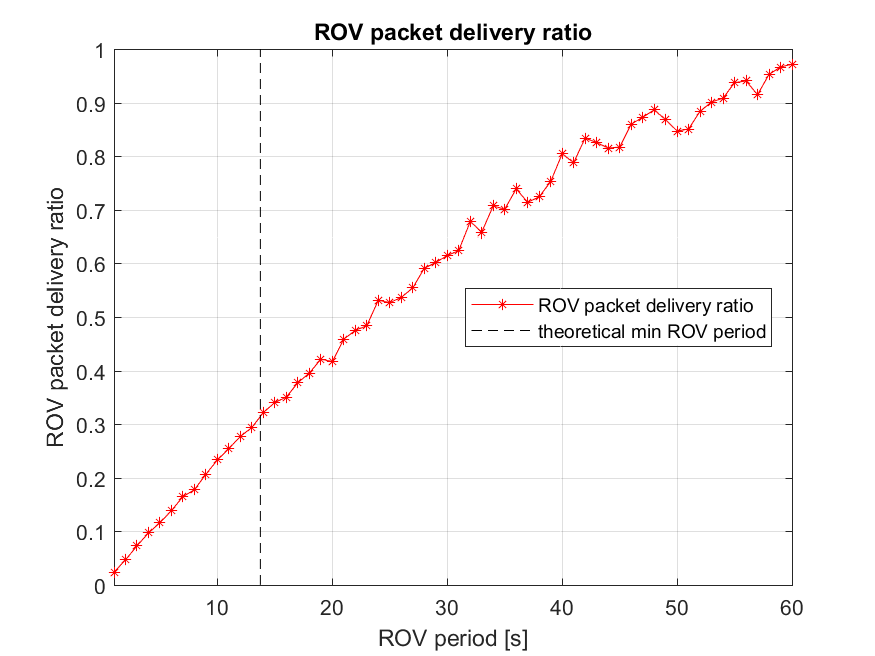 ROV packet delivery ratio
1
0.9
0.8
0.7
0.6
0.5
0.4
0.3
0.2
0.1
0
ROV packet delivery ratio
ROV packet delivery ratio
theoretical min ROV period
10 20 30 40 50 60
ROV period [s]